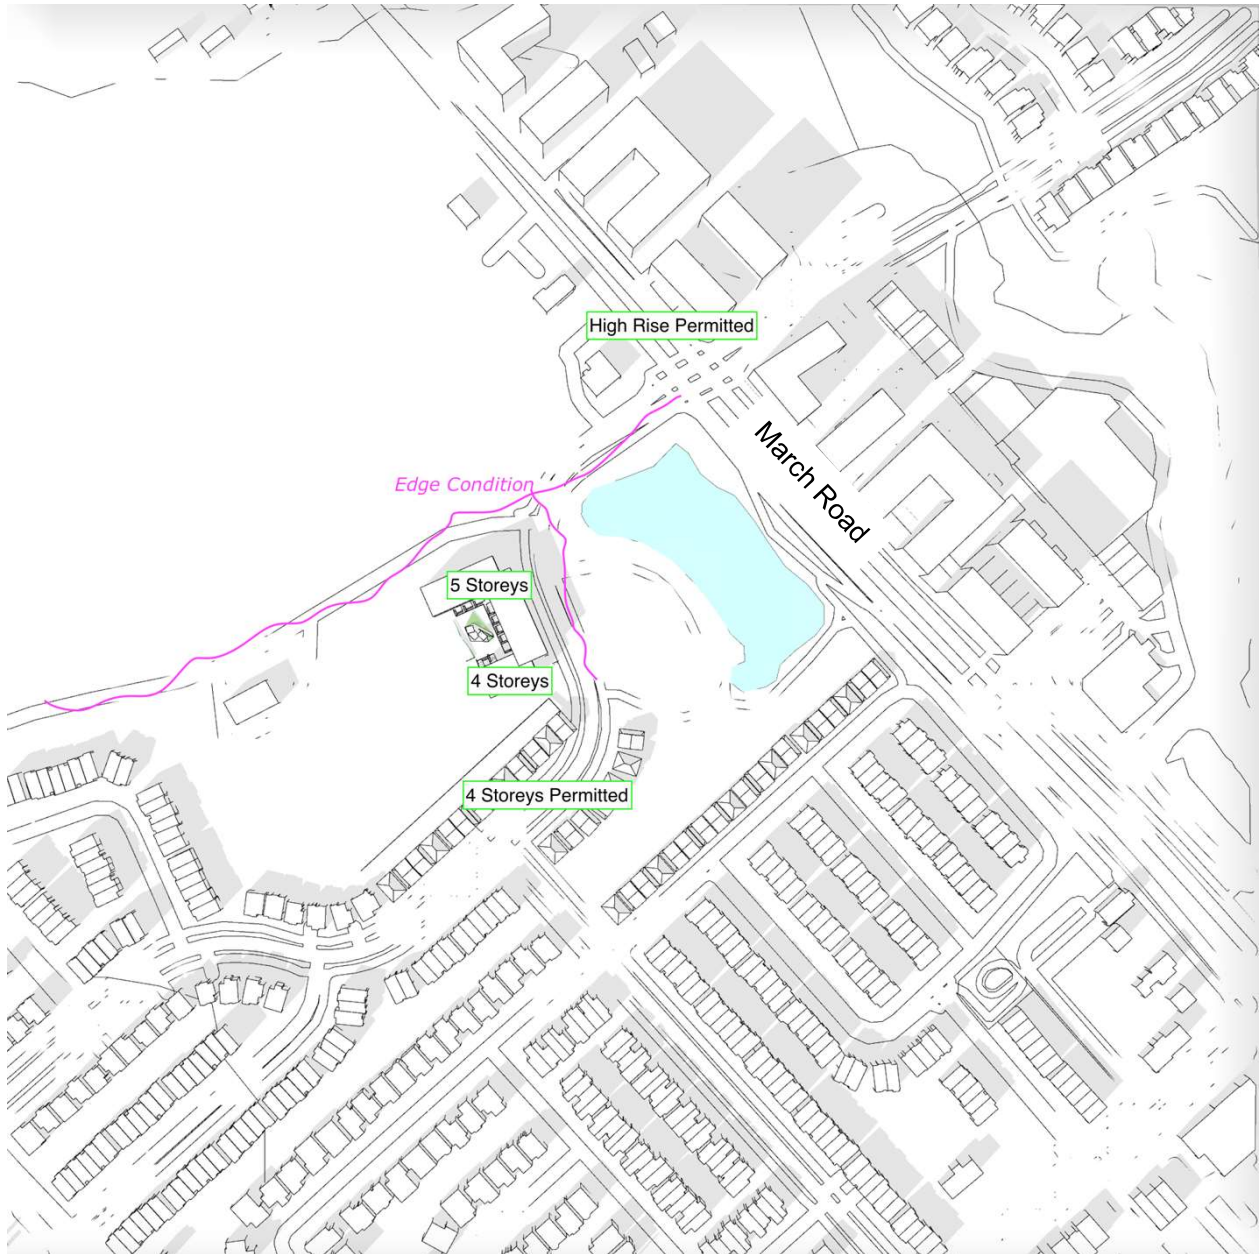 High Rise Permitted
March Road
Edge Condition
5 Storeys
4 Storeys
4 Storeys Permitted